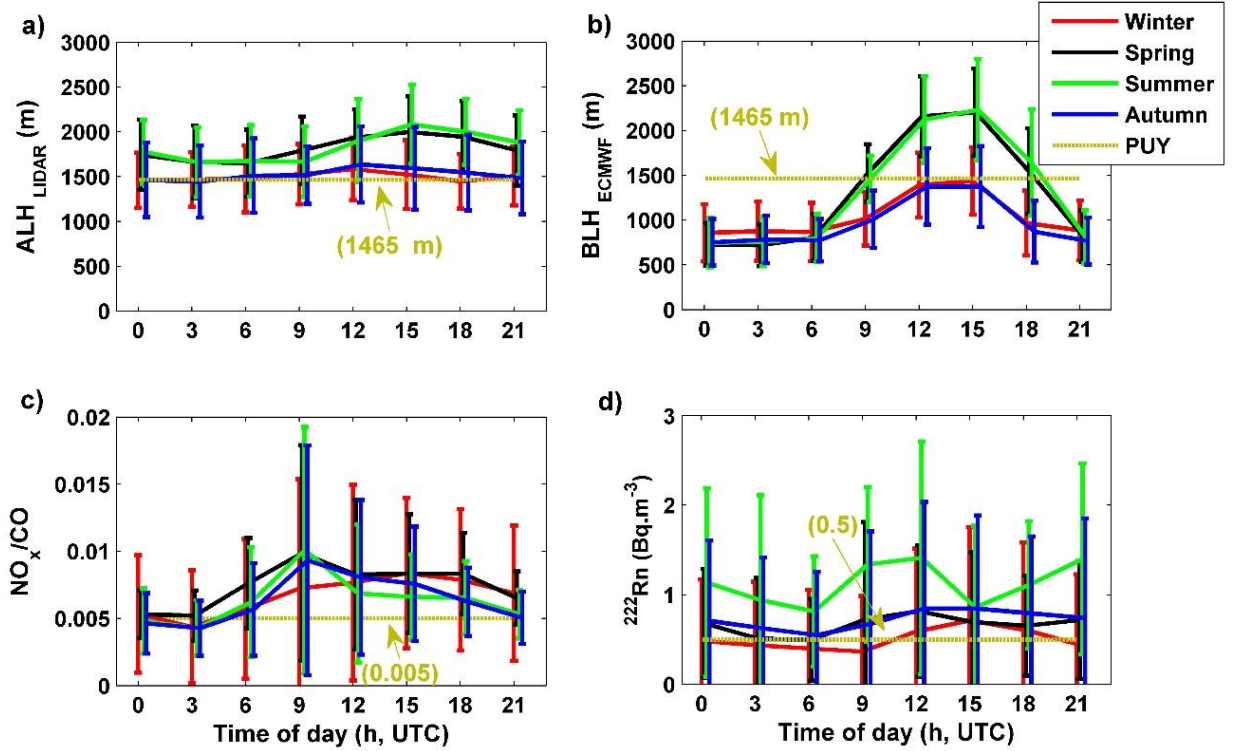 a)
3000
2500
2000
1500
1000
500
0
ALH LIDAR (m)
(1465 m)
0 3 6 9 12 15 18 21
b)
3000
2500
2000
1500
1000
500
0
BLH ECMWF (m)
(1465 m)
0 3 6 9 12 15 18 21
Winter
Spring
Summer
Autumn
PUY
c)
0.02
0.015
0.01
0.005
0
NOx/CO
(0.005)
0 3 6 9 12 15 18 21
Time of day (h, UTC)
d)
3
2
1
0
222Rn (Bq.m-3)
(0.5)
0 3 6 9 12 15 18 21
Time of day (h, UTC)